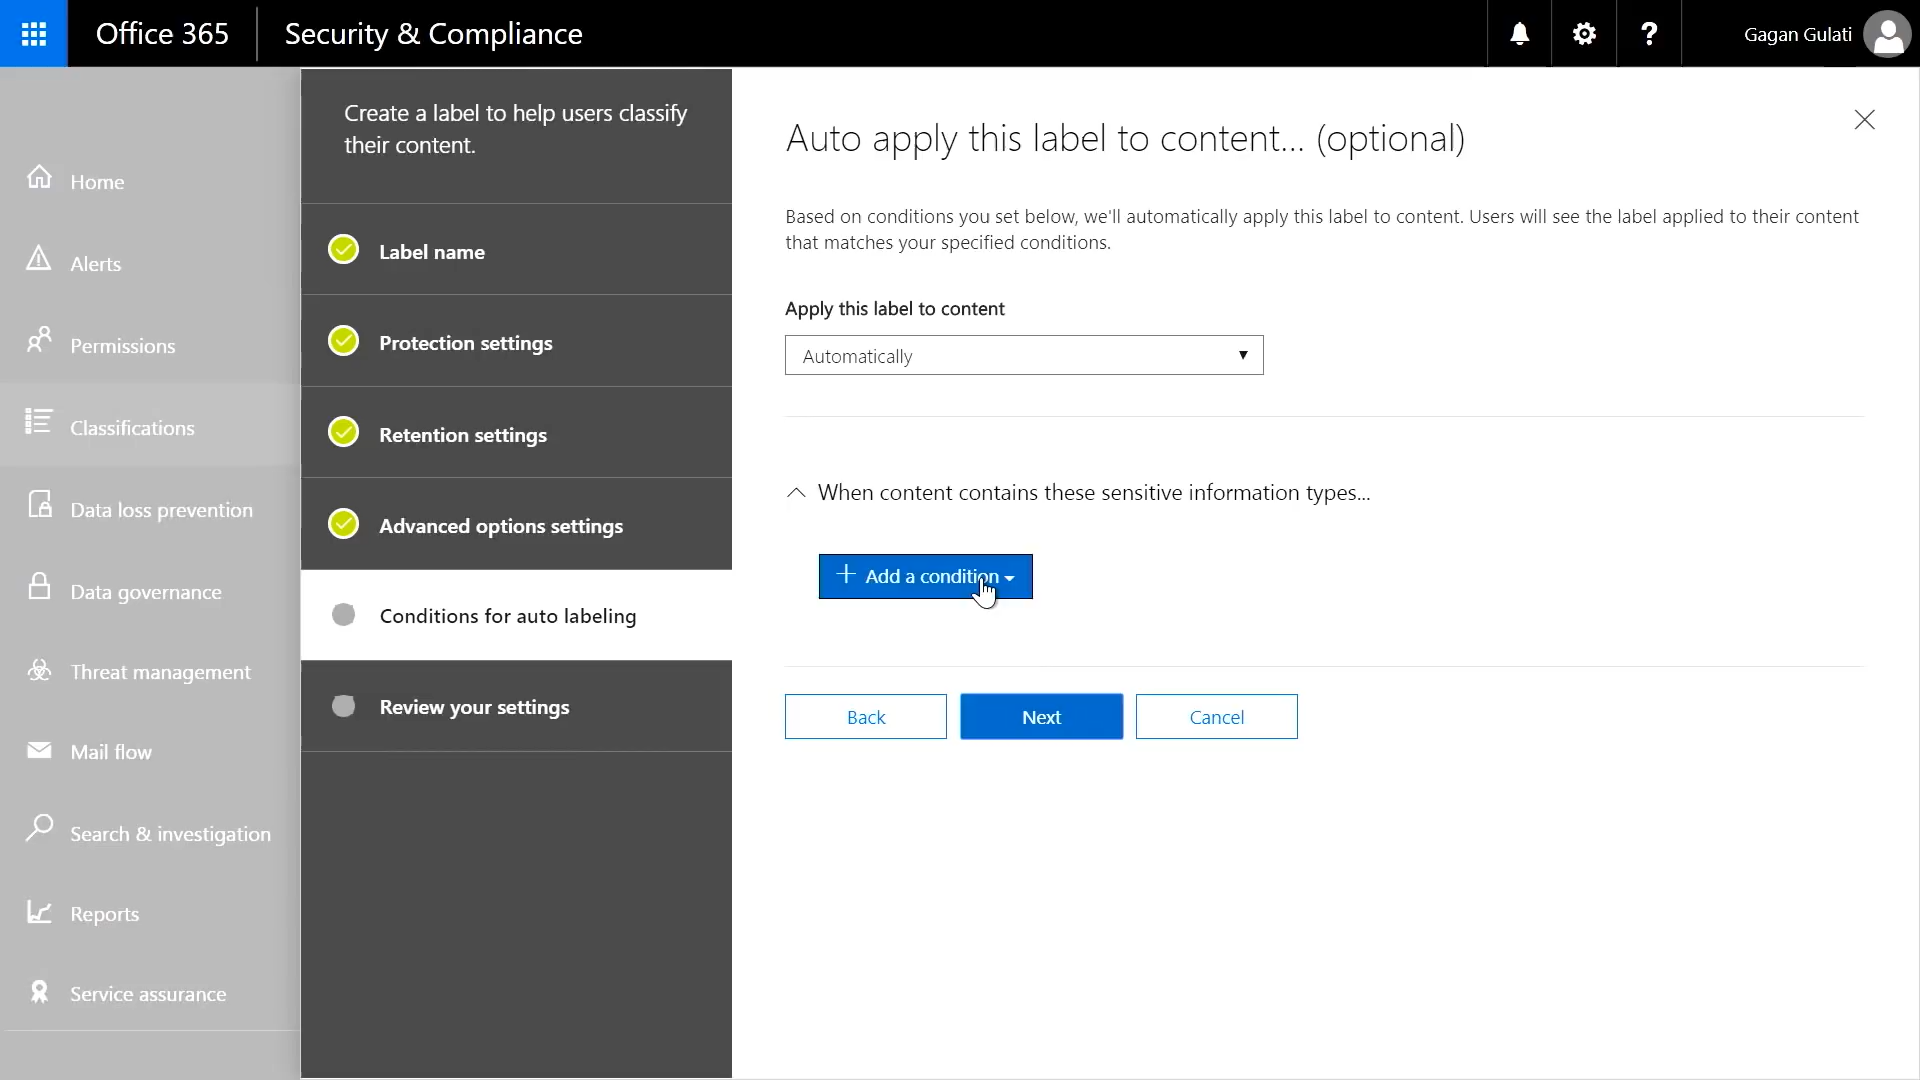 Office 365
Security & Compliance
Gagan Gulati
Home
Alerts
Permissions
Classifications
Data loss prevention
Data governance
Threat management
Mail flow
Search & investigation
Reports
Service assurance
Create a label to help users classify
their content.
Label name
Protection settings
Retention settings
Advanced options settings
Conditions for auto labeling
Review your settings
Auto apply this label to content... (optional)
Based on conditions you set below, we'll automatically apply this label to content. Users will see the label applied to their content
that matches your specified conditions.
Apply this label to content
Automatically
When content contains these sensitive information types...
Add a condition
Back
Next
Cancel